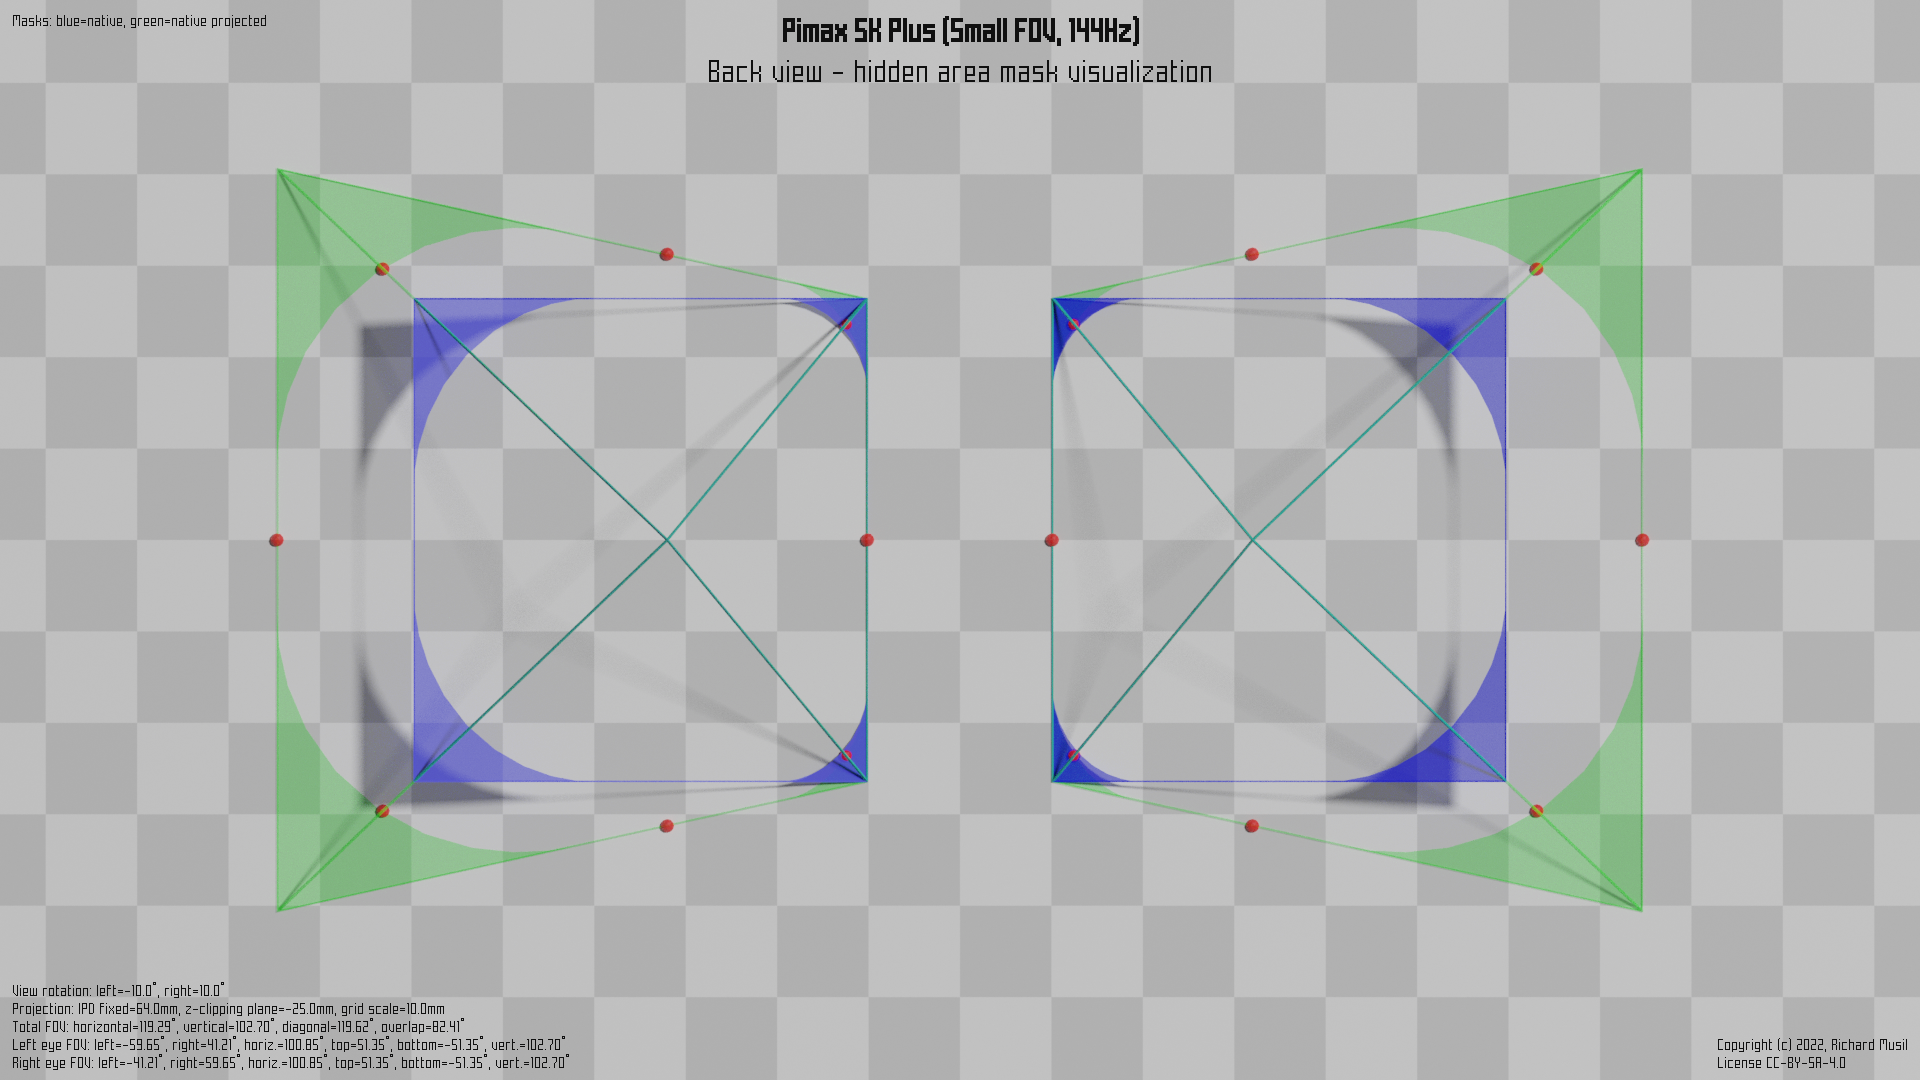 Masks: blue=native, green=native projected
Pimax 5K Plus (Small FOV, 144Hz)
Back view - hidden area mask visualization
View rotation: left=-10.0°, right=10.0°
Projection: IPD fixed=64.0mm, z-clipping plane=-25.0mm, grid scale=10.0mm
Total FOV: horizontal=119.29°, vertical=102.70°, diagonal=119.62°, overlap=82.41°
Left eye FOV: left=-59.65°, right=41.21°, horiz.=100.85°, top=51.35°, bottom=-51.35°, vert.=102.70°
Right eye FOV: left=-41.21°, right=59.65°, horiz.=100.85°, top=51.35°, bottom=-51.35°, vert.=102.70°
Copyright (c) 2022, Richard Musil
License CC-BY-SA-4.0